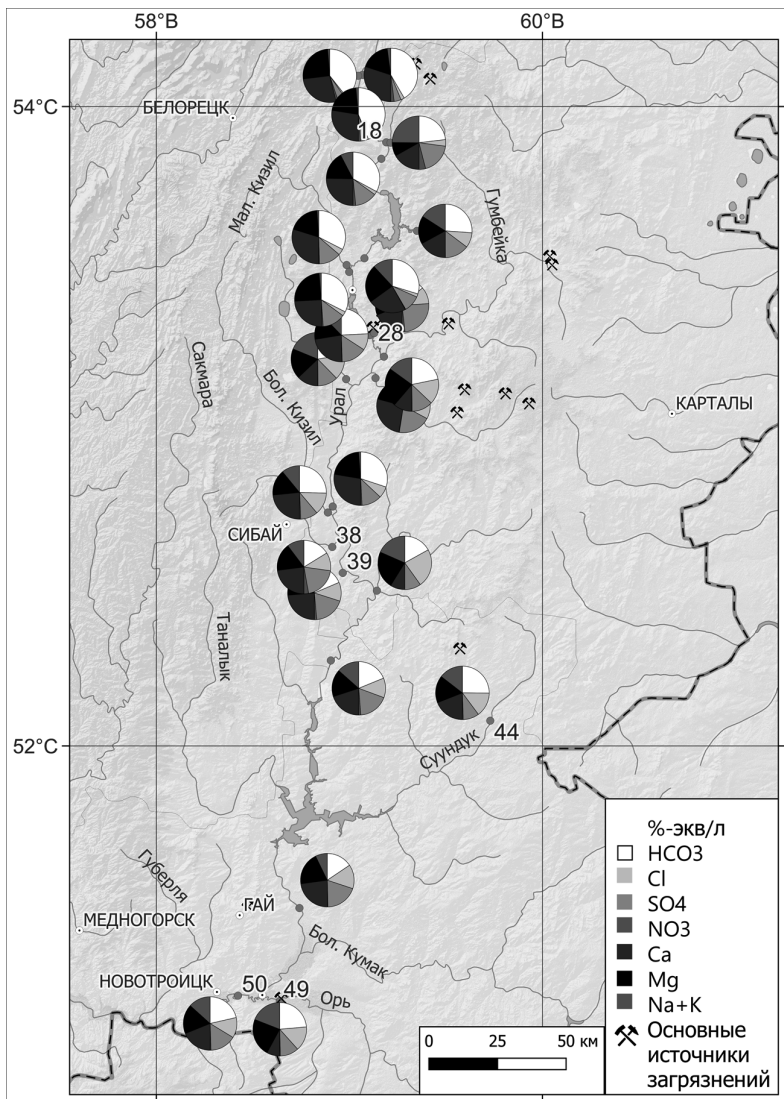 58°В
60°В
54°С
БЕЛОРЕЦК
18
Мал. Кизил
Гумбейка
28
Сакмара
Бол. Кизил
Урал
КАРТАЛЫ
СИБАЙ
38
39
Таналык
44
52°С
Суундук
Губерля
ГАЙ
МЕДНОГОРСК
Бол. Кумак
НОВОТРОИЦК
50
49
Орь
0
25
50 км
%-экв/л
HCO3
Cl
SO4
NO3
Ca
Mg
Na+K
Основные
источники
загрязнений